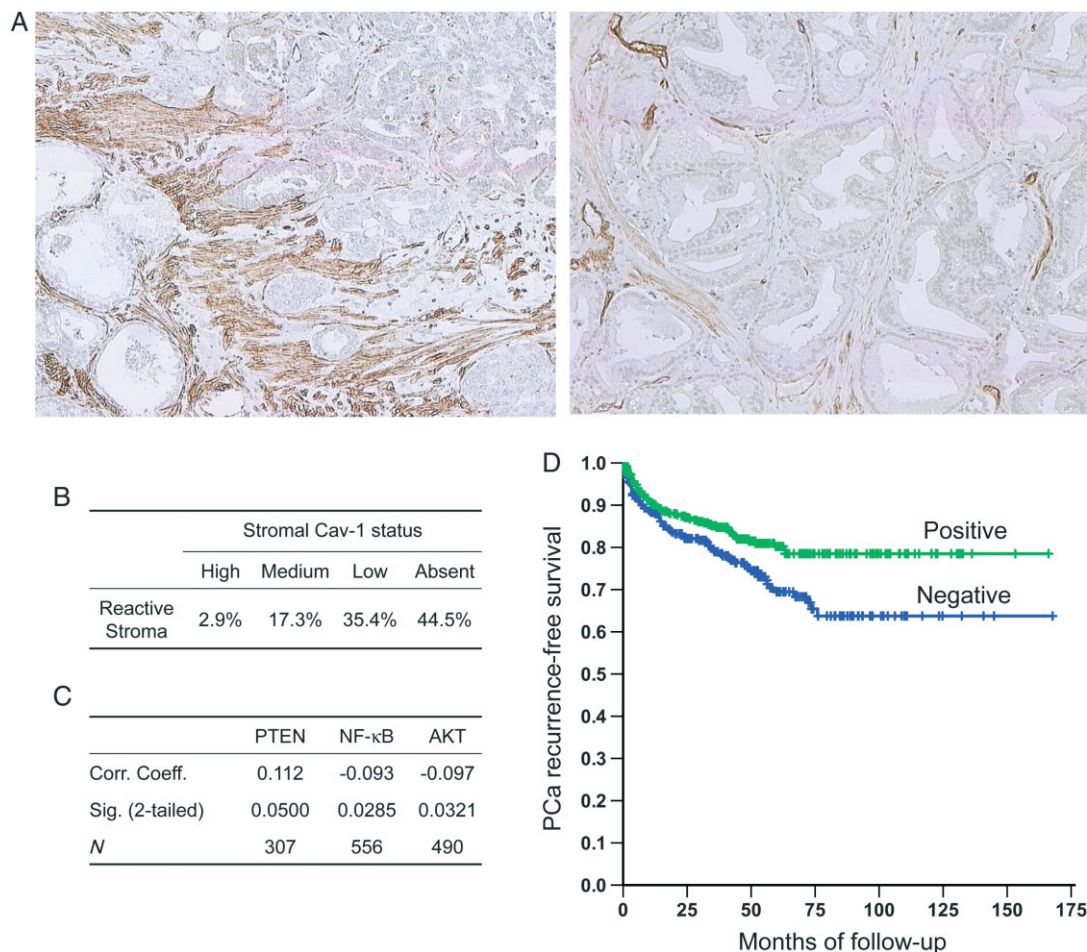 A
B
Stromal Cav-1 status
High Medium Low Absent
Reactive
Stroma
2.9% 17.3% 35.4% 44.5%
C
PTEN NF-κB AKT
Corr. Coeff. 0.112 -0.093 -0.097
Sig. (2-tailed) 0.0500 0.0285 0.0321
N 307 556 490
D
PCa recurrence-free survival
1.0
0.9
0.8
0.7
0.6
0.5
0.4
0.3
0.2
0.1
0.0
Positive
Negative
0 25 50 75 100 125 150 175
Months of follow-up